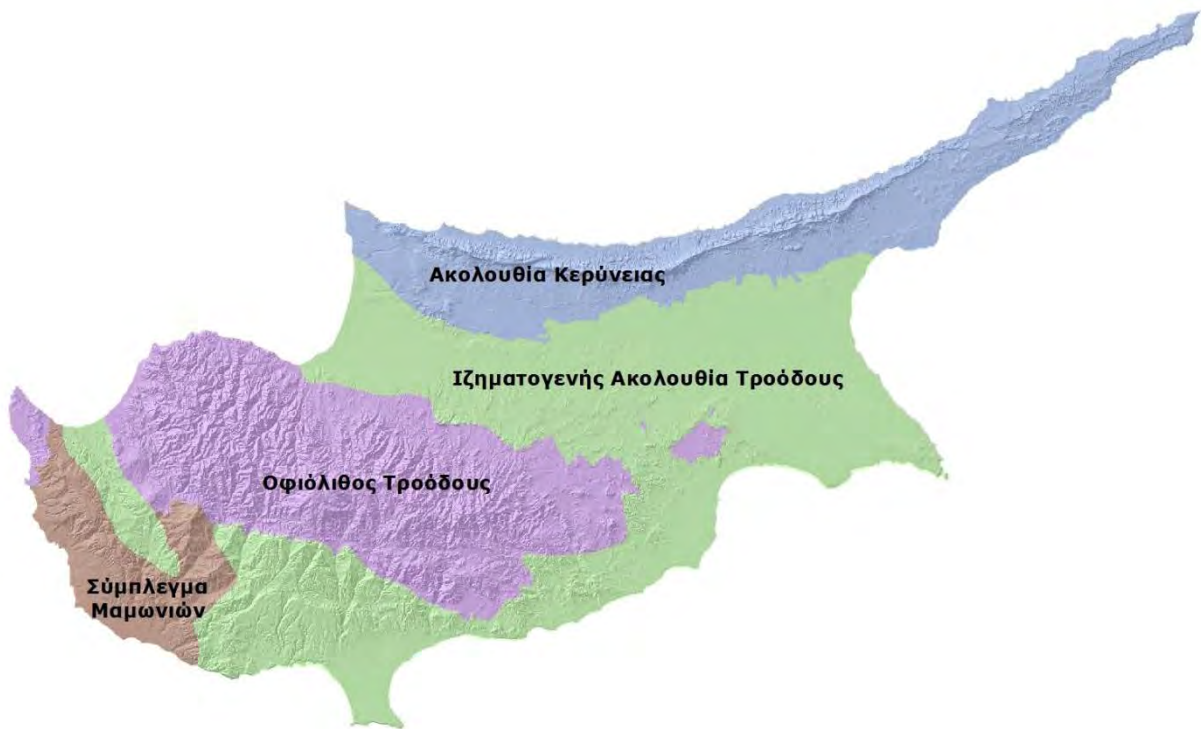 Ακολουθία Κερύνειας
Ιζηματογενής Ακολουθία Τροόδους
Οφιόλιθος Τροόδους
Σύμπλεγμα
Μαμωνιών